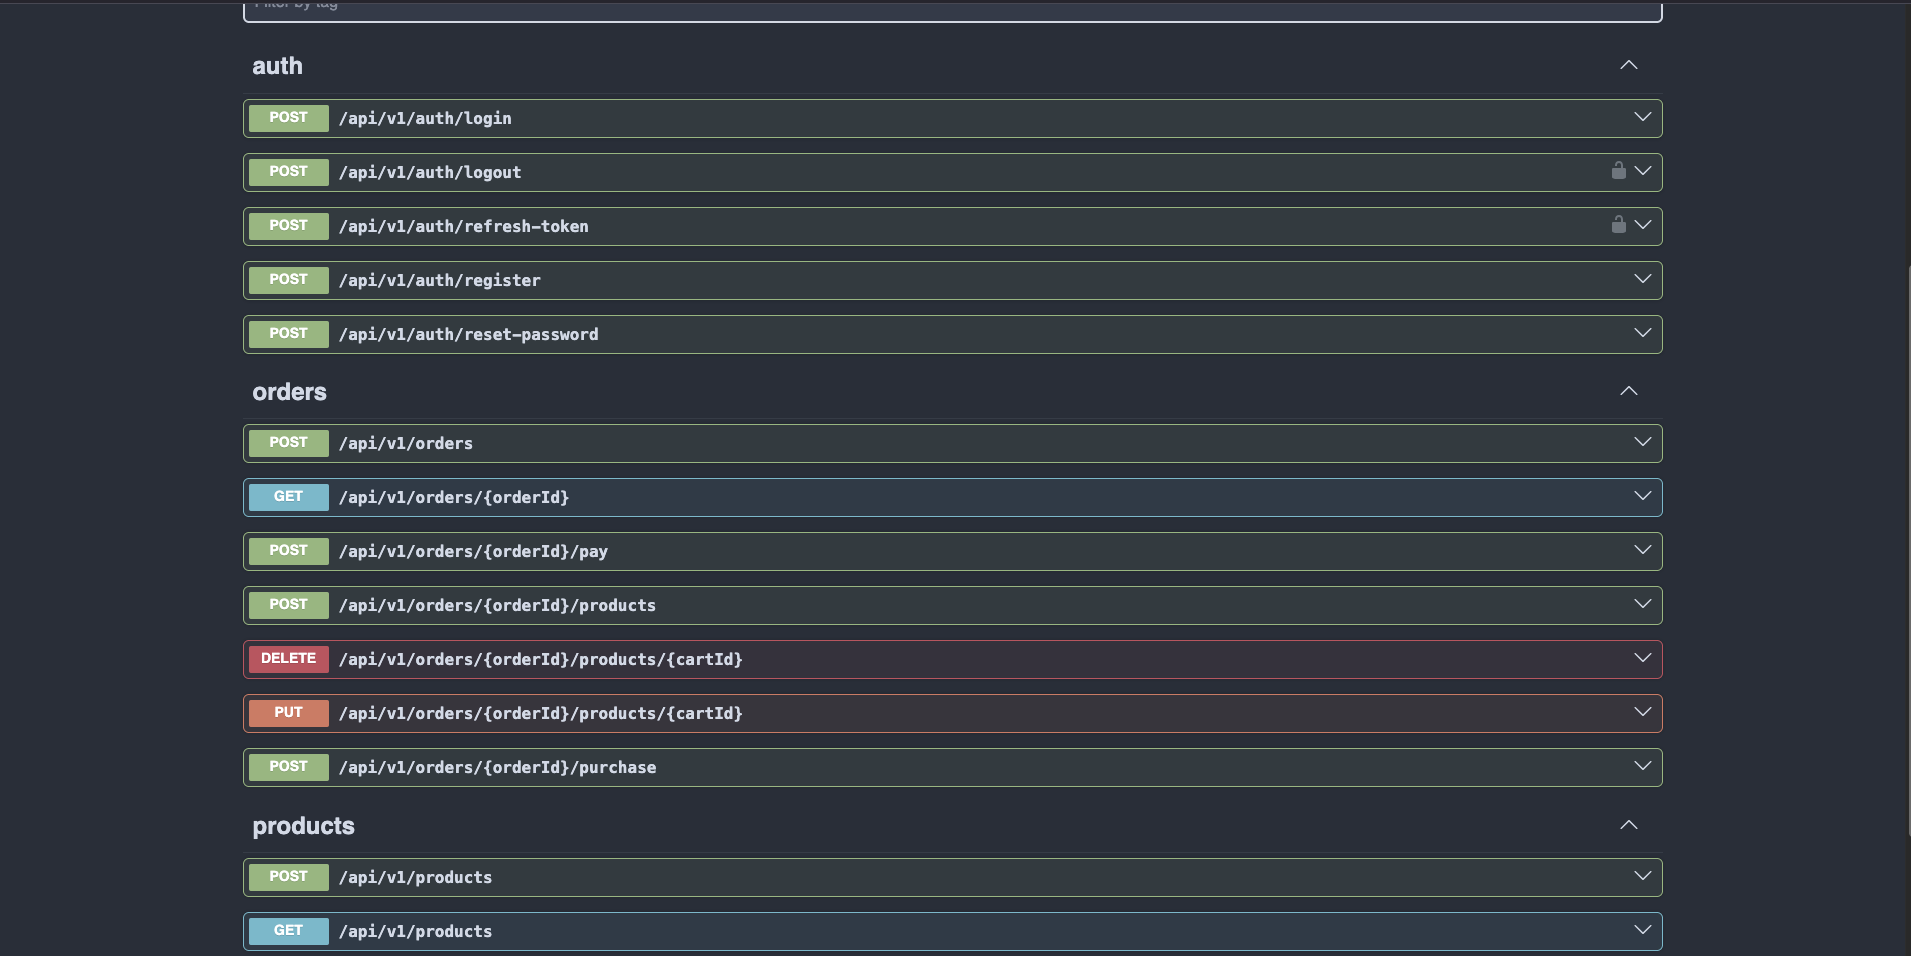 Filter by tag
auth
POST /api/v1/auth/login
POST /api/v1/auth/logout
POST /api/v1/auth/refresh-token
POST /api/v1/auth/register
POST /api/v1/auth/reset-password
orders
POST /api/v1/orders
GET /api/v1/orders/{orderId}
POST /api/v1/orders/{orderId}/pay
POST /api/v1/orders/{orderId}/products
DELETE /api/v1/orders/{orderId}/products/{cartId}
PUT /api/v1/orders/{orderId}/products/{cartId}
POST /api/v1/orders/{orderId}/purchase
products
POST /api/v1/products
GET /api/v1/products